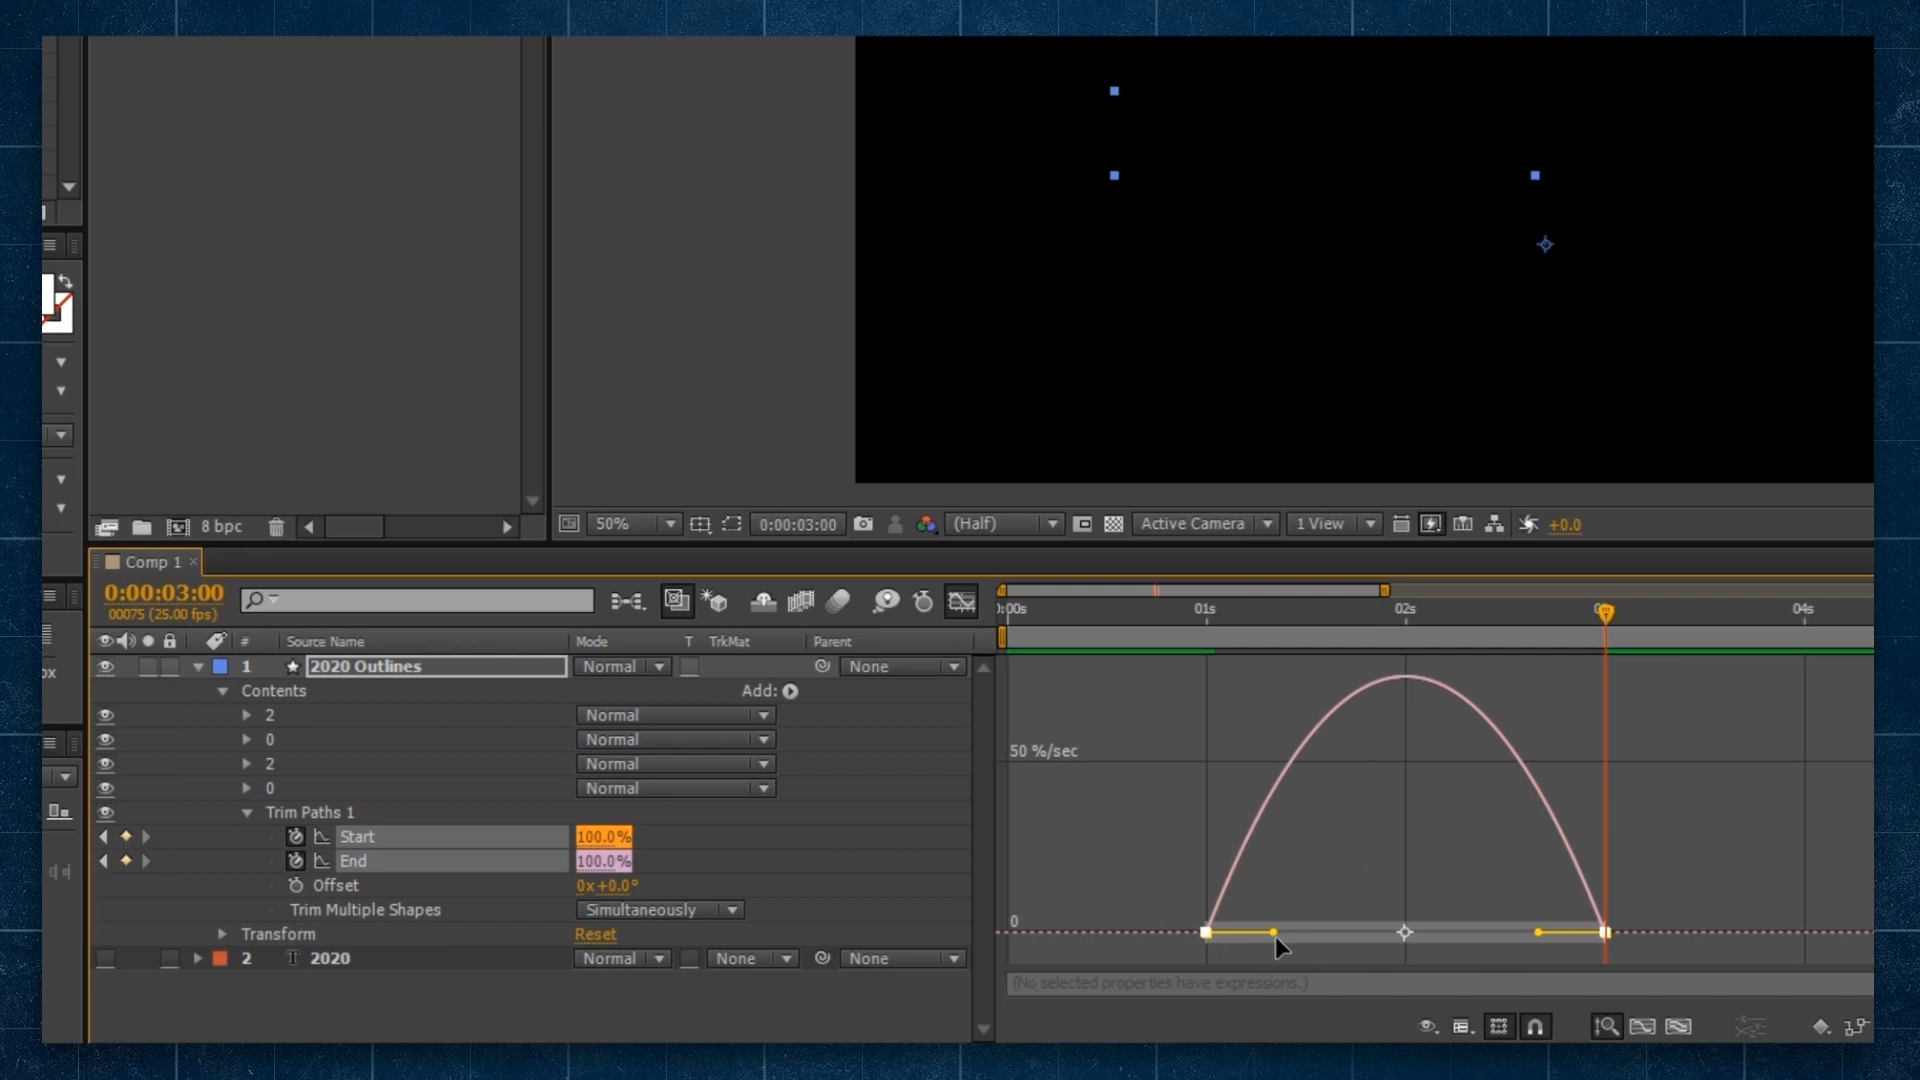 8 bpc
50%
0:00:03:00
(Half)
Active Camera
1 View
+0.0
Comp 1
0:00:03:00
00075 (25.00 fps)
# Source Name Mode T TrkMat Parent
:00s 01s 02s 04s
1 2020 Outlines Normal None
Contents Add:
2 Normal
0 Normal
2 Normal
0 Normal
Trim Paths 1
Start 100.0%
End 100.0%
Offset 0x+0.0°
Trim Multiple Shapes Simultaneously
Transform Reset
2 T 2020 Normal None None
50 %/sec
0
(No selected properties have expressions.)